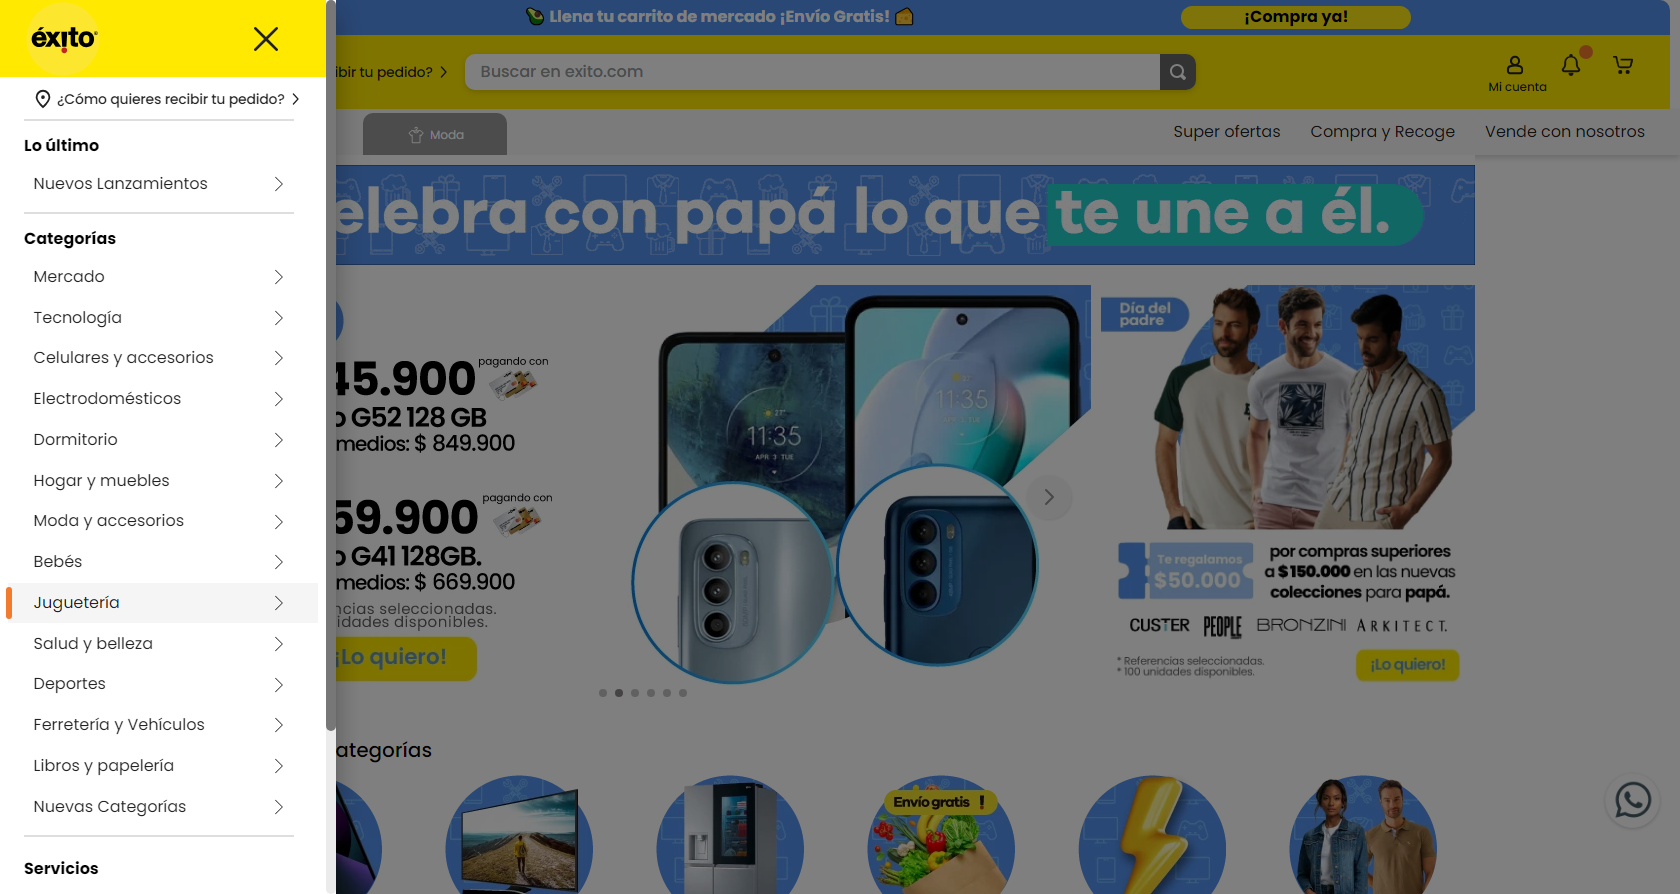 éxito
¿Cómo quieres recibir tu pedido?
Lo último
Nuevos Lanzamientos
Categorías
Mercado
Tecnología
Celulares y accesorios
Electrodomésticos
Dormitorio
Hogar y muebles
Moda y accesorios
Bebés
Juguetería
Salud y belleza
Deportes
Ferretería y Vehículos
Libros y papelería
Nuevas Categorías
Servicios
Llena tu carrito de mercado ¡Envío Gratis!
¡Compra ya!
ibir tu pedido?
Buscar en exito.com
Mi cuenta
Moda
Super ofertas
Compra y Recoge
Vende con nosotros
elebra con papá lo que te une a él.
45.900
pagando con
o G52 128 GB
medios: $ 849.900
59.900
pagando con
o G41 128GB.
medios: $ 669.900
ncias seleccionadas.
idades disponibles.
¡Lo quiero!
11:35
APR 3 TUE
11:35
Día del
padre
Te regalamos
$50.000
por compras superiores
a $150.000 en las nuevas
colecciones para papá.
CUSTER PEOPLE BRONZINI ARKITECT.
* Referencias seleccionadas.
* 100 unidades disponibles.
¡Lo quiero!
ategorías
Envío gratis !